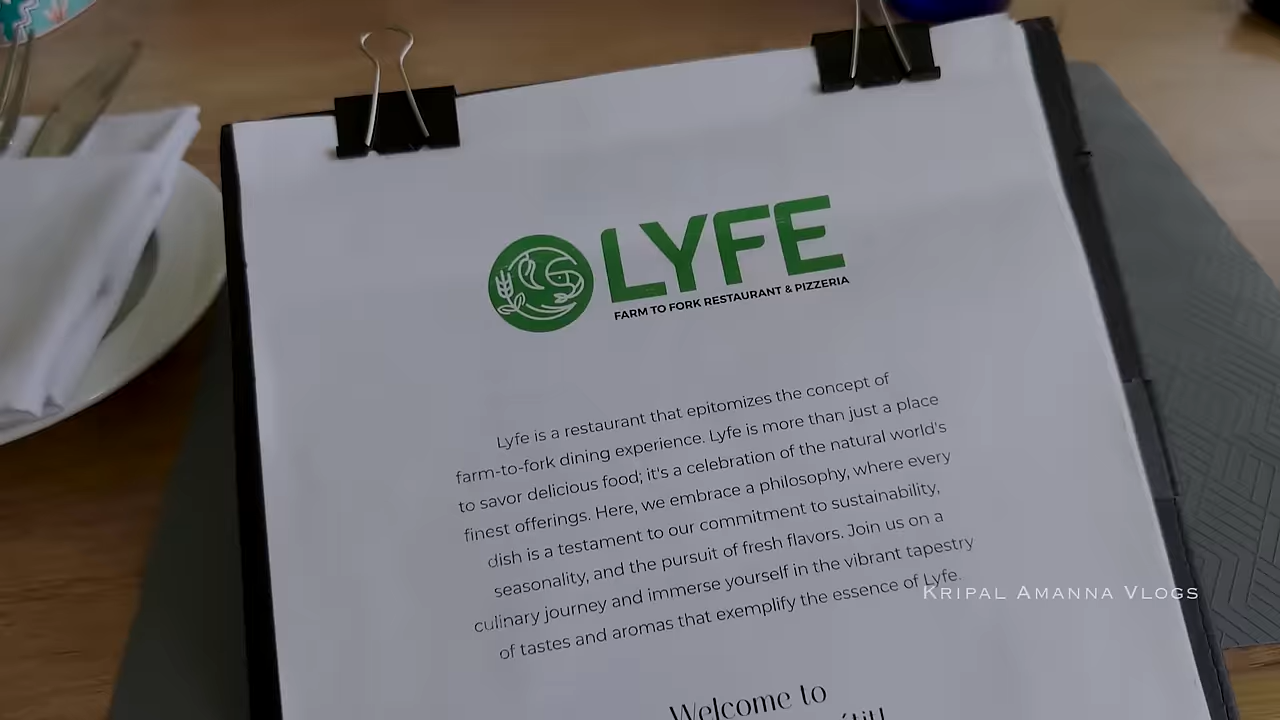 LYFE
FARM TO FORK RESTAURANT & PIZZERIA
Lyfe is a restaurant that epitomizes the concept of
farm-to-fork dining experience. Lyfe is more than just a place
to savor delicious food; it's a celebration of the natural world's
finest offerings. Here, we embrace a philosophy, where every
dish is a testament to our commitment to sustainability,
seasonality, and the pursuit of fresh flavors. Join us on a
culinary journey and immerse yourself in the vibrant tapestry
of tastes and aromas that exemplify the essence of Lyfe.
KRIPAL AMANNA VLOGS
Welcome to